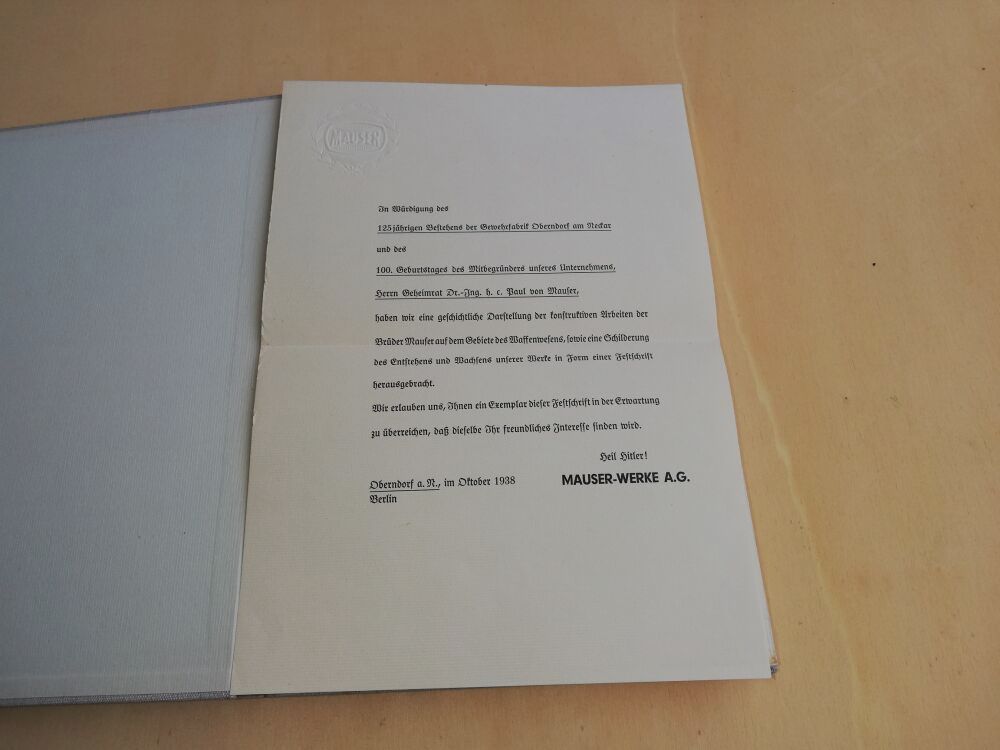 MAUSER
In Würdigung des
125jährigen Bestehens der Gewehrfabrik Oberndorf am Neckar
und des
100. Geburtstages des Mitbegründers unseres Unternehmens,
Herrn Geheimrat Dr.-Ing. h. c. Paul von Mauser,
haben wir eine geschichtliche Darstellung der konstruktiven Arbeiten der
Brüder Mauser auf dem Gebiete des Waffenwesens, sowie eine Schilderung
des Entstehens und Wachsens unserer Werke in Form einer Festschrift
herausgebracht.
Wir erlauben uns, Ihnen ein Exemplar dieser Festschrift in der Erwartung
zu überreichen, daß dieselbe Ihr freundliches Interesse finden wird.
Heil Hitler!
Oberndorf a. N., im Oktober 1938 MAUSER-WERKE A.G.
Berlin